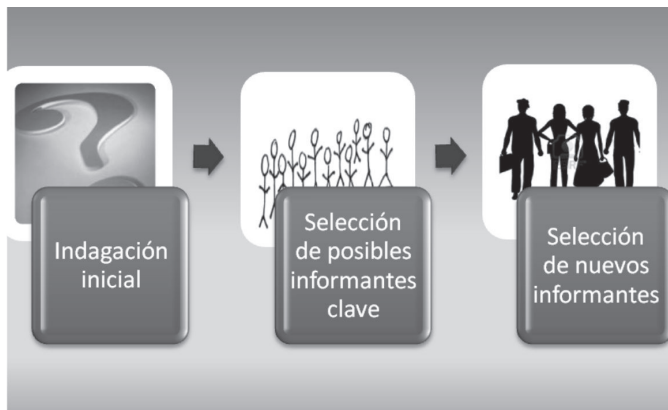 Indagación
inicial
Selección
de posibles
informantes
clave
Selección
de nuevos
informantes